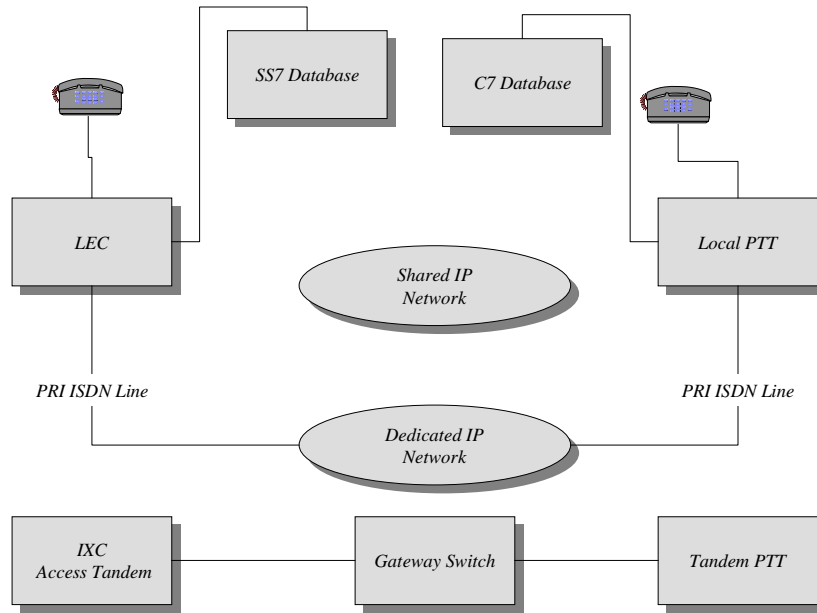 SS7 Database
C7 Database
LEC
Local PTT
Shared IP
Network
PRI ISDN Line
PRI ISDN Line
Dedicated IP
Network
IXC
Access Tandem
Gateway Switch
Tandem PTT